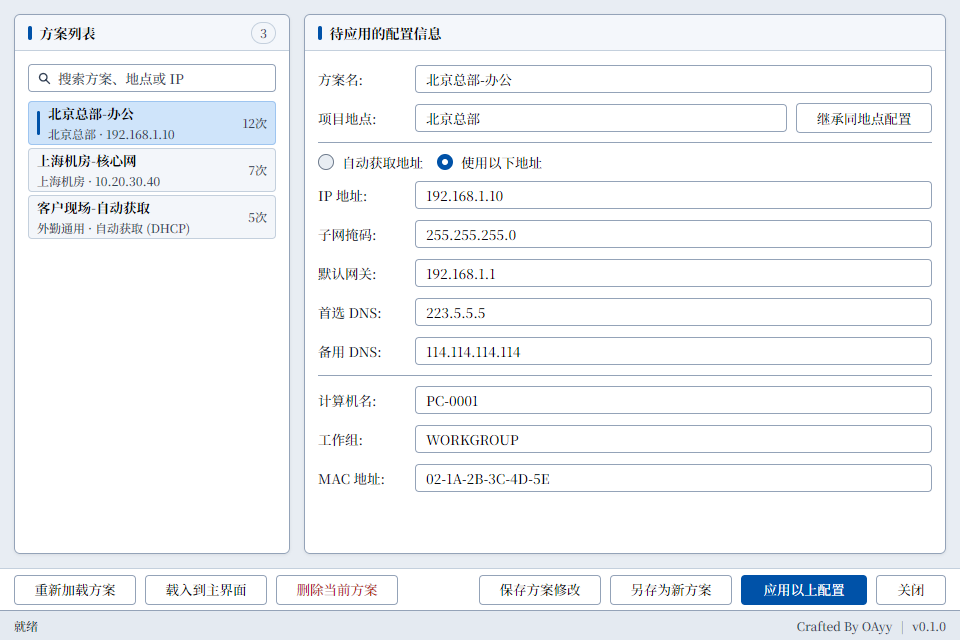 方案列表
3
搜索方案、地点或 IP
北京总部-办公
北京总部 · 192.168.1.10
12次
上海机房-核心网
上海机房 · 10.20.30.40
7次
客户现场-自动获取
外勤通用 · 自动获取 (DHCP)
5次
待应用的配置信息
方案名: 北京总部-办公
项目地点: 北京总部 继承同地点配置
自动获取地址 使用以下地址
IP 地址: 192.168.1.10
子网掩码: 255.255.255.0
默认网关: 192.168.1.1
首选 DNS: 223.5.5.5
备用 DNS: 114.114.114.114
计算机名: PC-0001
工作组: WORKGROUP
MAC 地址: 02-1A-2B-3C-4D-5E
重新加载方案 载入到主界面 删除当前方案 保存方案修改 另存为新方案 应用以上配置 关闭
就绪 Crafted By OAyy | v0.1.0